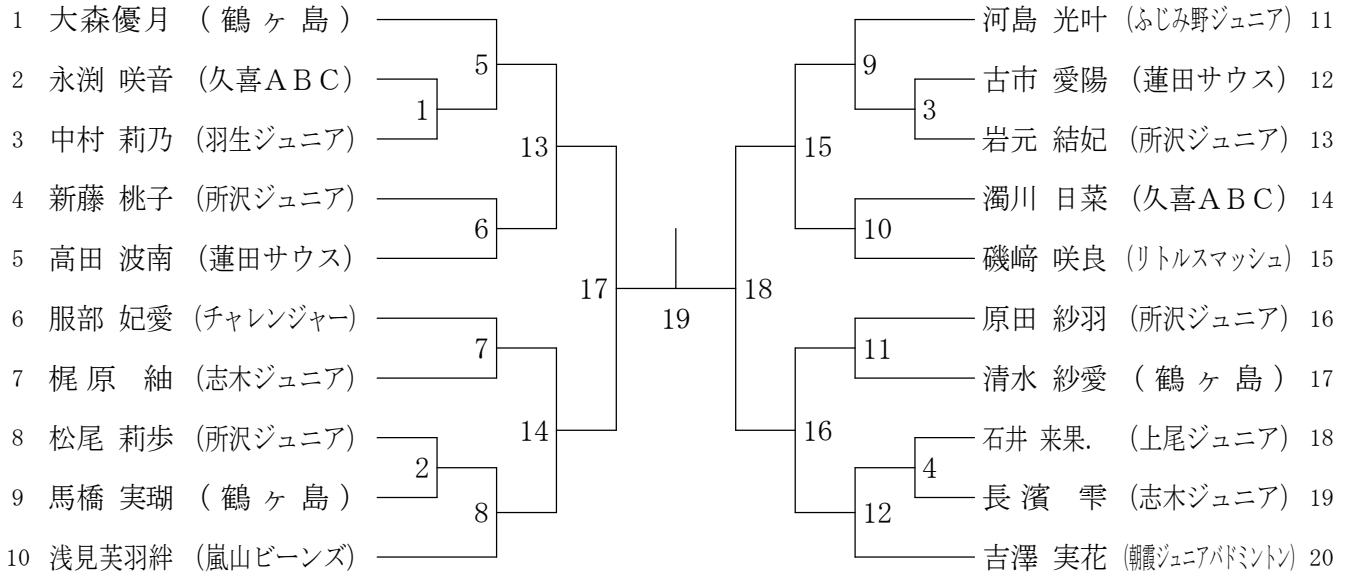 1 大森優月 (鶴ヶ島)
2 永渕 咲音 (久喜ＡＢＣ)
3 中村 莉乃 (羽生ジュニア)
4 新藤 桃子 (所沢ジュニア)
5 高田 波南 (蓮田サウス)
6 服部 妃愛 (チャレンジャー)
7 梶原 紬 (志木ジュニア)
8 松尾 莉歩 (所沢ジュニア)
9 馬橋 実瑚 (鶴ヶ島)
10 浅見芙羽絆 (嵐山ビーンズ)
5
1
13
6
17
7
14
2
8
19
9
3
15
10
18
11
16
4
12
河島 光叶 (ふじみ野ジュニア) 11
古市 愛陽 (蓮田サウス) 12
岩元 結妃 (所沢ジュニア) 13
濁川 日菜 (久喜ＡＢＣ) 14
磯﨑 咲良 (リトルスマッシュ) 15
原田 紗羽 (所沢ジュニア) 16
清水 紗愛 (鶴ヶ島) 17
石井 来果. (上尾ジュニア) 18
長濱 雫 (志木ジュニア) 19
吉澤 実花 (朝霞ジュニアバドミントン) 20